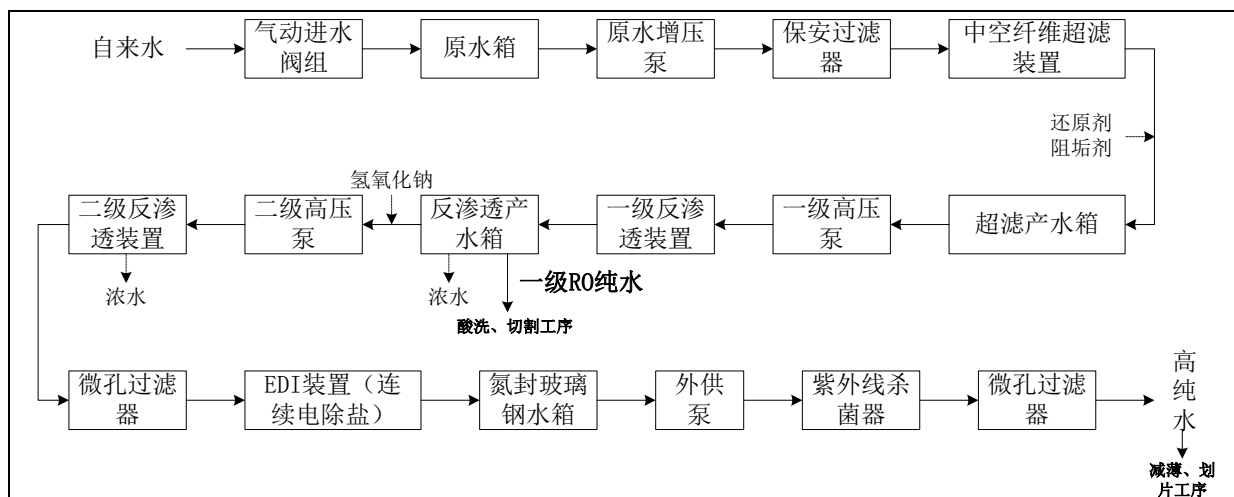 自来水
气动进水
阀组
原水箱
原水增压
泵
保安过滤
器
中空纤维超滤
装置
还原剂
阻垢剂
超滤产水箱
一级高压
泵
一级反渗
透装置
反渗透产
水箱
氢氧化钠
二级高压
泵
二级反渗
透装置
浓水
浓水
一级RO纯水
酸洗、切割工序
微孔过滤
器
EDI装置（连
续电除盐）
氮封玻璃
钢水箱
外供
泵
紫外线杀
菌器
微孔过滤
器
高
纯
水
减薄、划
片工序